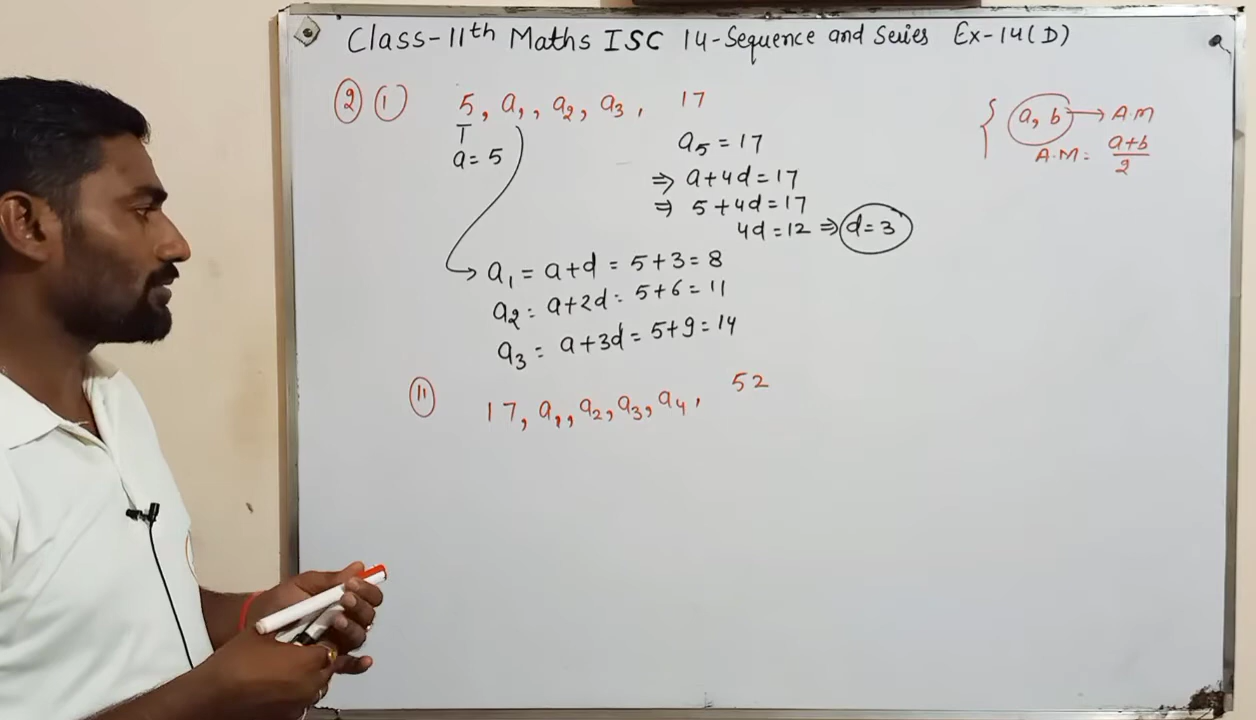 Class-11th Maths ISC 14-Sequence and Series Ex-14(D)
② ① 5, a₁, a₂, a₃, 17
a = 5
a₅ = 17
⇒ a+4d = 17
⇒ 5+4d = 17
4d = 12 ⇒ d = 3
a₁ = a+d = 5+3 = 8
a₂ = a+2d = 5+6 = 11
a₃ = a+3d = 5+9 = 14
⑪ 17, a₁, a₂, a₃, a₄, 52
{ a, b → A.M
A.M = a+b/2